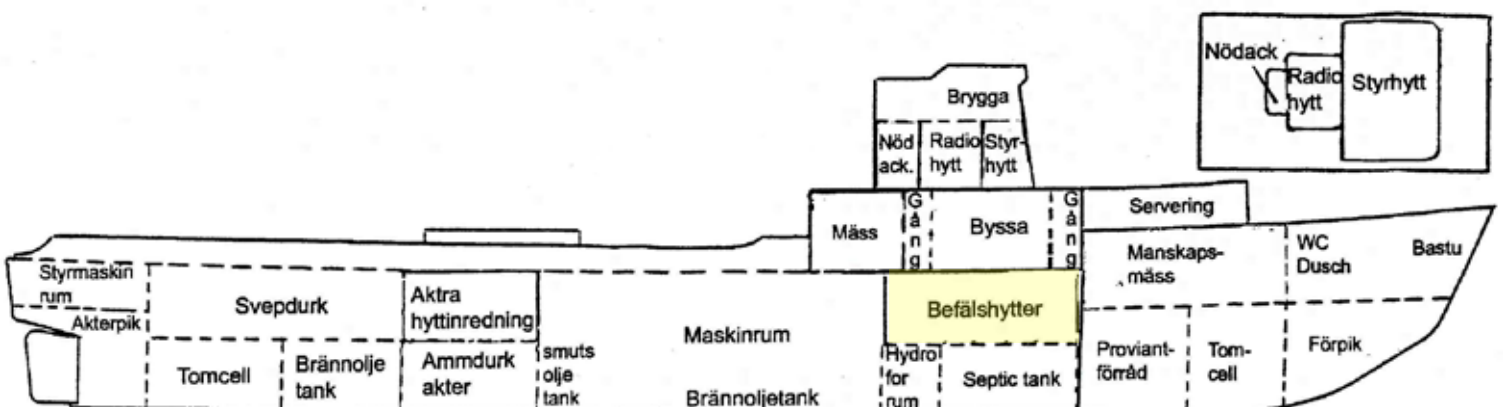 Nödack
Radio
hytt
Styrhytt
Brygga
Nöd
ack.
Radio
hytt
Styr-
hytt
Mäss
Gång
Byssa
Gång
Servering
Styrmaskin
rum
Svepdurk
Aktra
hyttinredning
Maskinrum
Befälshytter
Manskaps-
mäss
WC
Dusch
Bastu
Akterpik
Tomcell
Brännolje
tank
Ammdurk
akter
smuts
olje
tank
Brännoljetank
Hydro
for
rum
Septic tank
Proviant-
förråd
Tom-
cell
Förpik